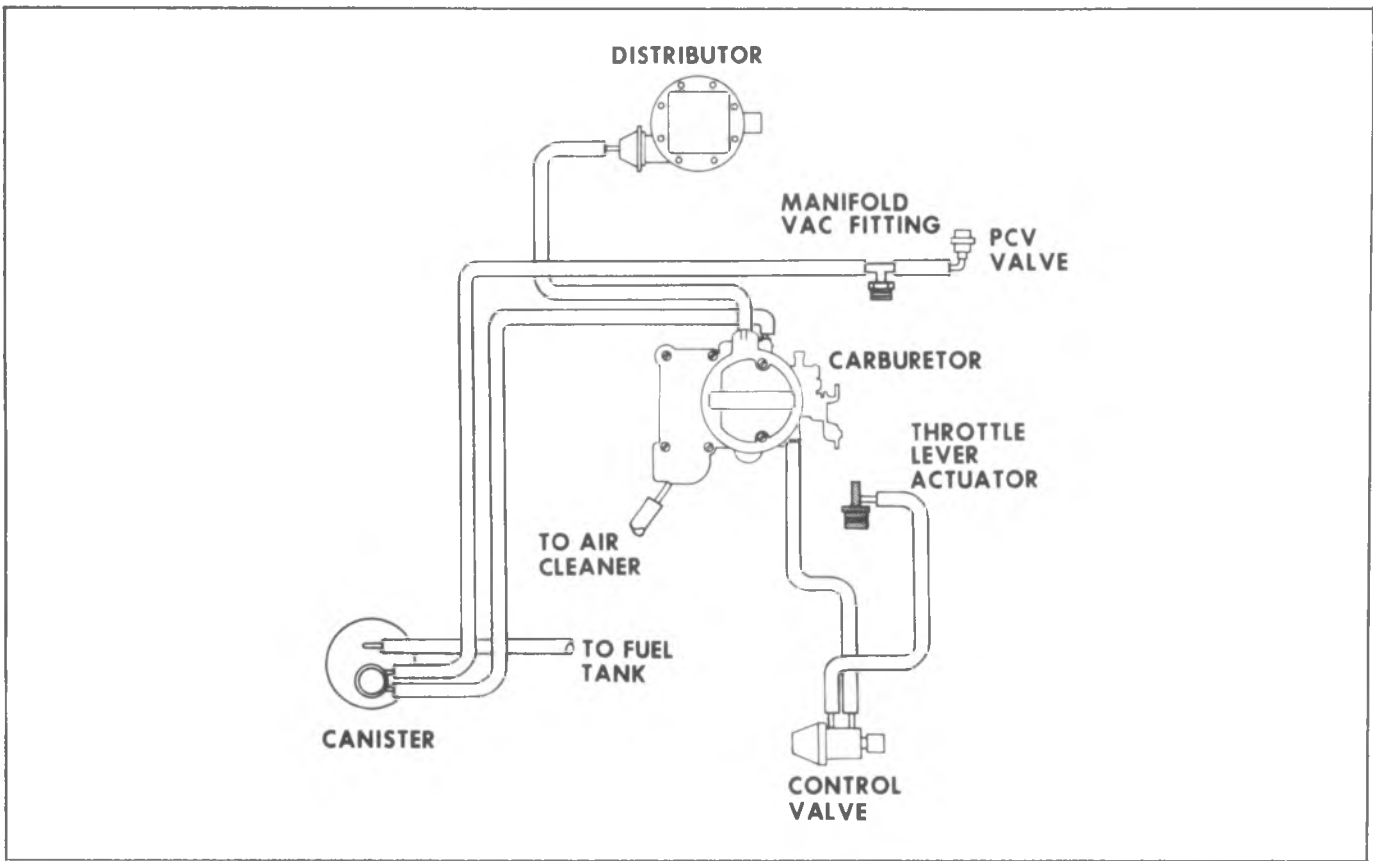 DISTRIBUTOR
MANIFOLD
VAC FITTING
PCV
VALVE
CARBURETOR
THROTTLE
LEVER
ACTUATOR
TO AIR
CLEANER
TO FUEL
TANK
CANISTER
CONTROL
VALVE